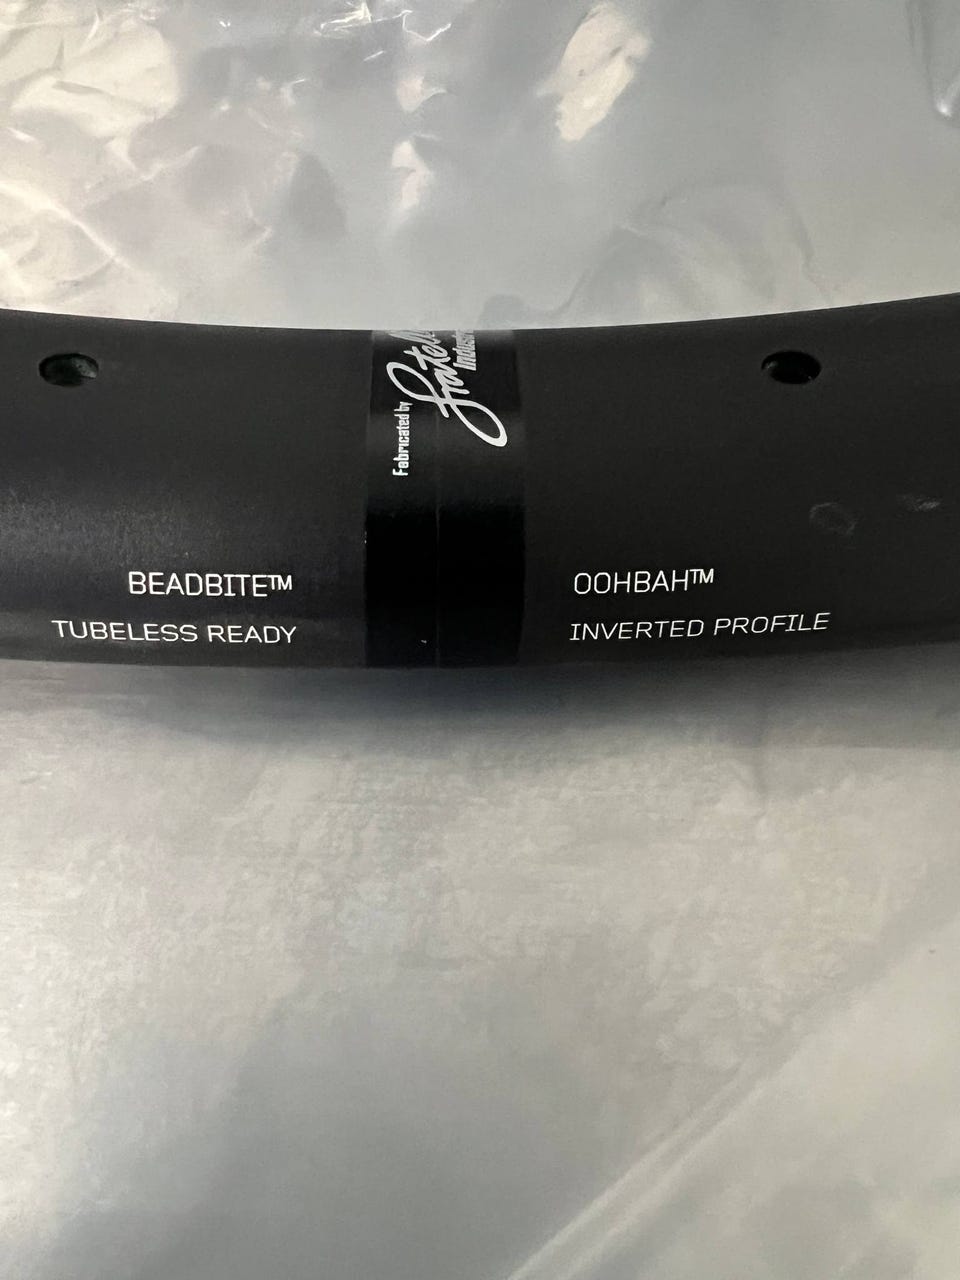 Fabricated by
BEADBITE™
TUBELESS READY
OOHBAH™
INVERTED PROFILE